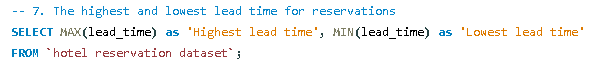 -- 7. The highest and lowest lead time for reservations
SELECT MAX(lead_time) as 'Highest lead time', MIN(lead_time) as 'Lowest lead time'
FROM `hotel reservation dataset`;